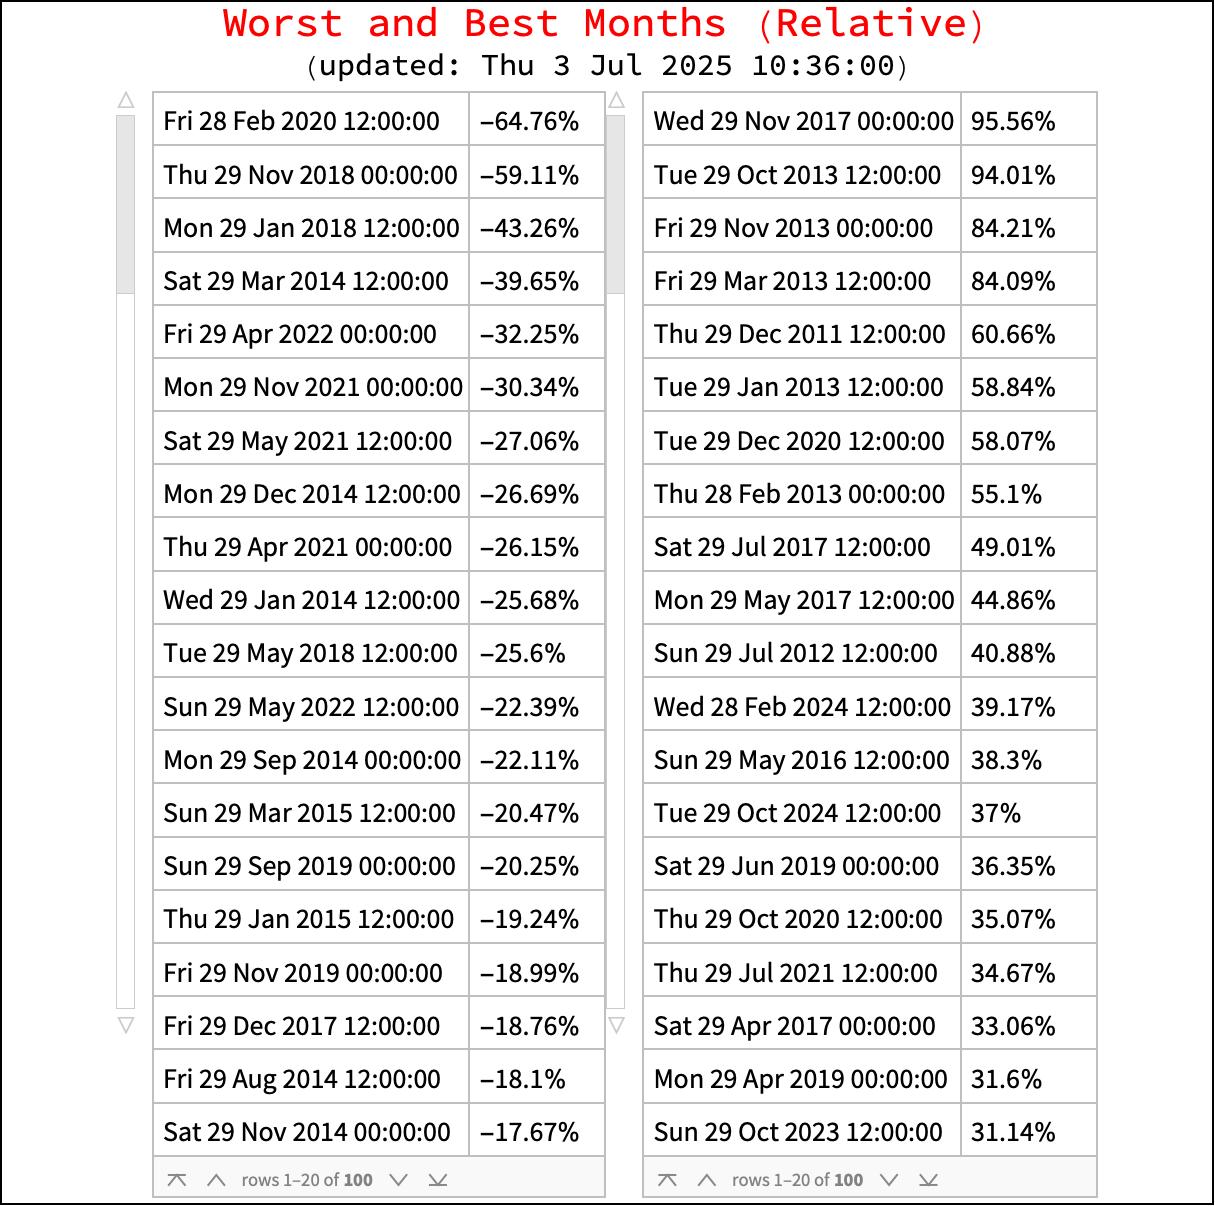 Worst and Best Months (Relative)
(updated: Thu 3 Jul 2025 10:36:00)
Fri 28 Feb 2020 12:00:00 –64.76%
Thu 29 Nov 2018 00:00:00 –59.11%
Mon 29 Jan 2018 12:00:00 –43.26%
Sat 29 Mar 2014 12:00:00 –39.65%
Fri 29 Apr 2022 00:00:00 –32.25%
Mon 29 Nov 2021 00:00:00 –30.34%
Sat 29 May 2021 12:00:00 –27.06%
Mon 29 Dec 2014 12:00:00 –26.69%
Thu 29 Apr 2021 00:00:00 –26.15%
Wed 29 Jan 2014 12:00:00 –25.68%
Tue 29 May 2018 12:00:00 –25.6%
Sun 29 May 2022 12:00:00 –22.39%
Mon 29 Sep 2014 00:00:00 –22.11%
Sun 29 Mar 2015 12:00:00 –20.47%
Sun 29 Sep 2019 00:00:00 –20.25%
Thu 29 Jan 2015 12:00:00 –19.24%
Fri 29 Nov 2019 00:00:00 –18.99%
Fri 29 Dec 2017 12:00:00 –18.76%
Fri 29 Aug 2014 12:00:00 –18.1%
Sat 29 Nov 2014 00:00:00 –17.67%
rows 1–20 of 100
Wed 29 Nov 2017 00:00:00 95.56%
Tue 29 Oct 2013 12:00:00 94.01%
Fri 29 Nov 2013 00:00:00 84.21%
Fri 29 Mar 2013 12:00:00 84.09%
Thu 29 Dec 2011 12:00:00 60.66%
Tue 29 Jan 2013 12:00:00 58.84%
Tue 29 Dec 2020 12:00:00 58.07%
Thu 28 Feb 2013 00:00:00 55.1%
Sat 29 Jul 2017 12:00:00 49.01%
Mon 29 May 2017 12:00:00 44.86%
Sun 29 Jul 2012 12:00:00 40.88%
Wed 28 Feb 2024 12:00:00 39.17%
Sun 29 May 2016 12:00:00 38.3%
Tue 29 Oct 2024 12:00:00 37%
Sat 29 Jun 2019 00:00:00 36.35%
Thu 29 Oct 2020 12:00:00 35.07%
Thu 29 Jul 2021 12:00:00 34.67%
Sat 29 Apr 2017 00:00:00 33.06%
Mon 29 Apr 2019 00:00:00 31.6%
Sun 29 Oct 2023 12:00:00 31.14%
rows 1–20 of 100